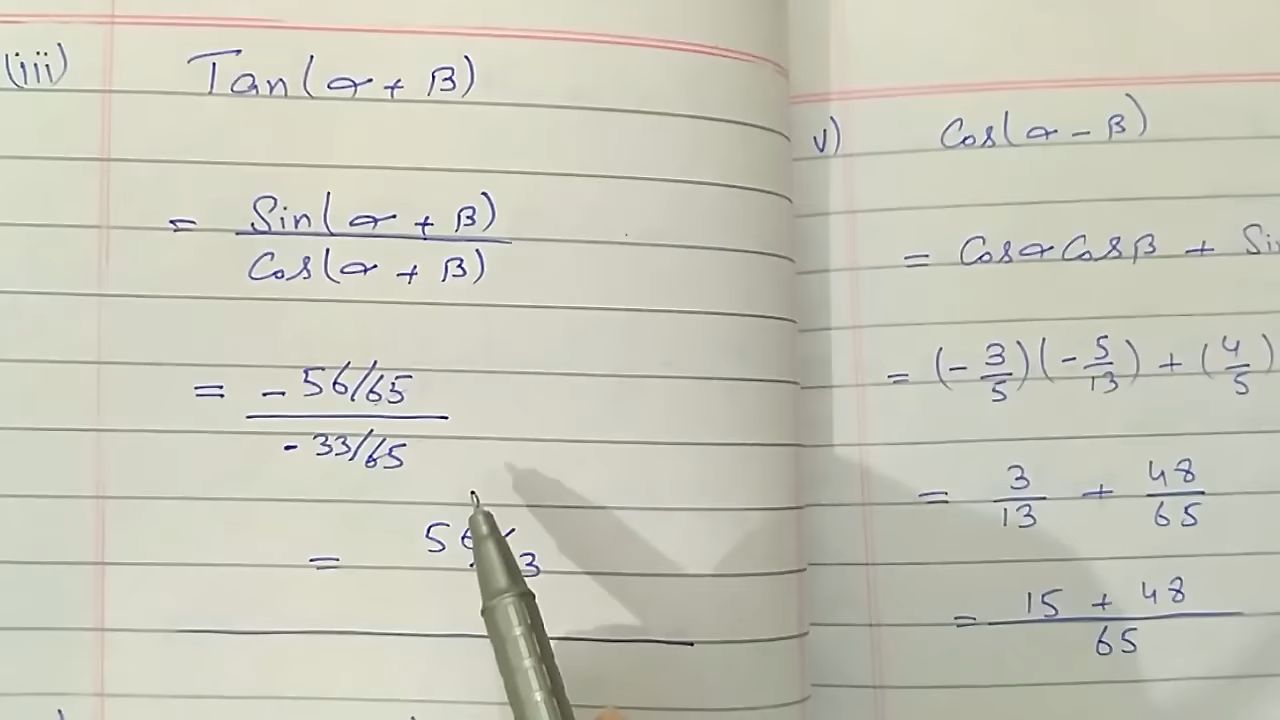 (iii) Tan(α + β)
= Sin(α + β) / Cos(α + β)
= - 56/65 / - 33/65
=
v) Cos(α - β)
= Cosα Cosβ +
= (- 3/5)(- 5/13) + (4/5)
= 3/13 + 48/65
= 15 + 48 / 65